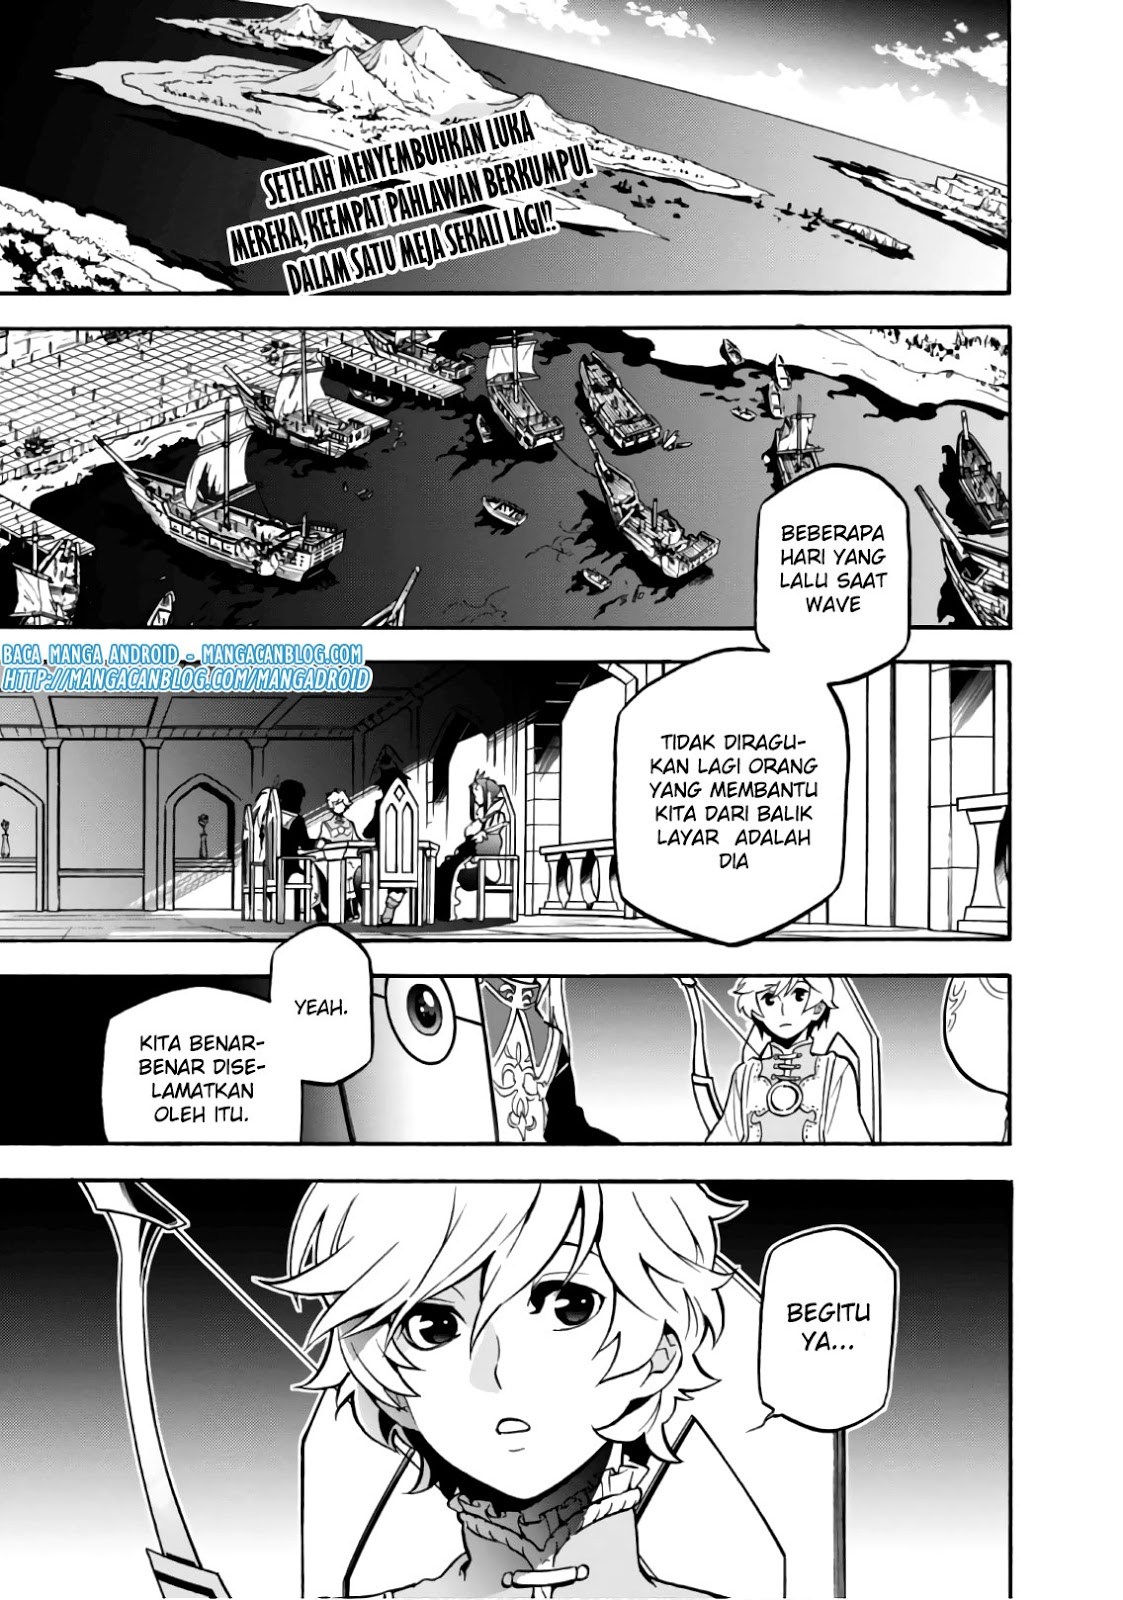 SETELAH MENYEMBUHKAN LUKA
MEREKA, KEEMPAT PAHLAWAN BERKUMPUL
DALAM SATU MEJA SEKALI LAGI!?
BEBERAPA
HARI YANG
LALU SAAT
WAVE
BACA MANGA ANDROID - MANGACANBLOG.COM
HTTP://MANGACANBLOG.COM/MANGADROID
TIDAK DIRAGU-
KAN LAGI ORANG
YANG MEMBANTU
KITA DARI BALIK
LAYAR ADALAH
DIA
YEAH.
KITA BENAR-
BENAR DISE-
LAMATKAN
OLEH ITU.
BEGITU
YA...